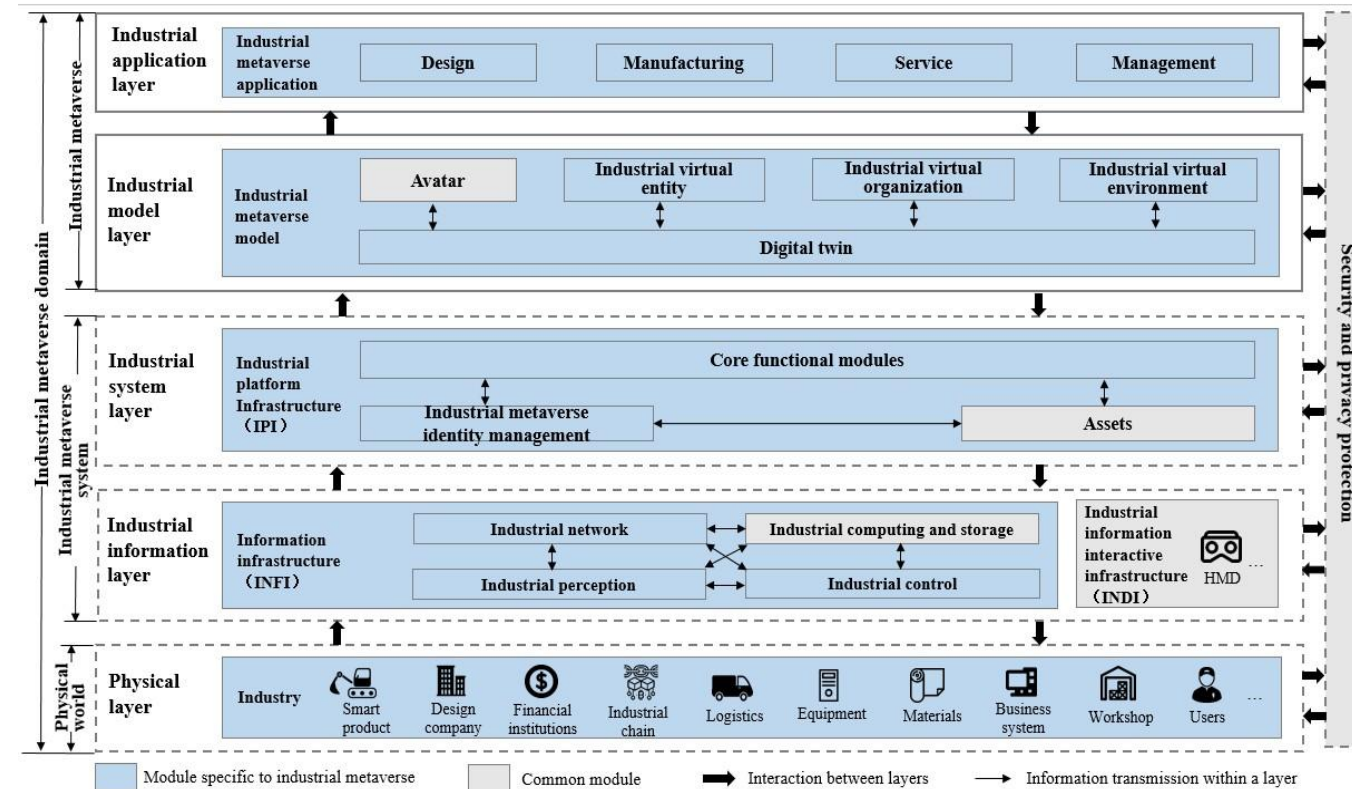 Industrial metaverse domain
Industrial metaverse
Industrial
application
layer
Industrial
metaverse
application
Design
Manufacturing
Service
Management
Industrial
model
layer
Industrial
metaverse
model
Avatar
Industrial virtual
entity
Industrial virtual
organization
Industrial virtual
environment
Digital twin
Industrial metaverse
system
Industrial
system
layer
Industrial
platform
Infrastructure
（IPI）
Core functional modules
Industrial metaverse
identity management
Assets
Industrial
information
layer
Information
infrastructure
（INFI）
Industrial network
Industrial computing and storage
Industrial perception
Industrial control
Industrial
information
interactive
infrastructure
（INDI）
HMD
...
Physical
world
Physical
layer
Industry
Smart
product
Design
company
Financial
institutions
Industrial
chain
Logistics
Equipment
Materials
Business
system
Workshop
Users
...
Security and privacy protection
Module specific to industrial metaverse
Common module
Interaction between layers
Information transmission within a layer